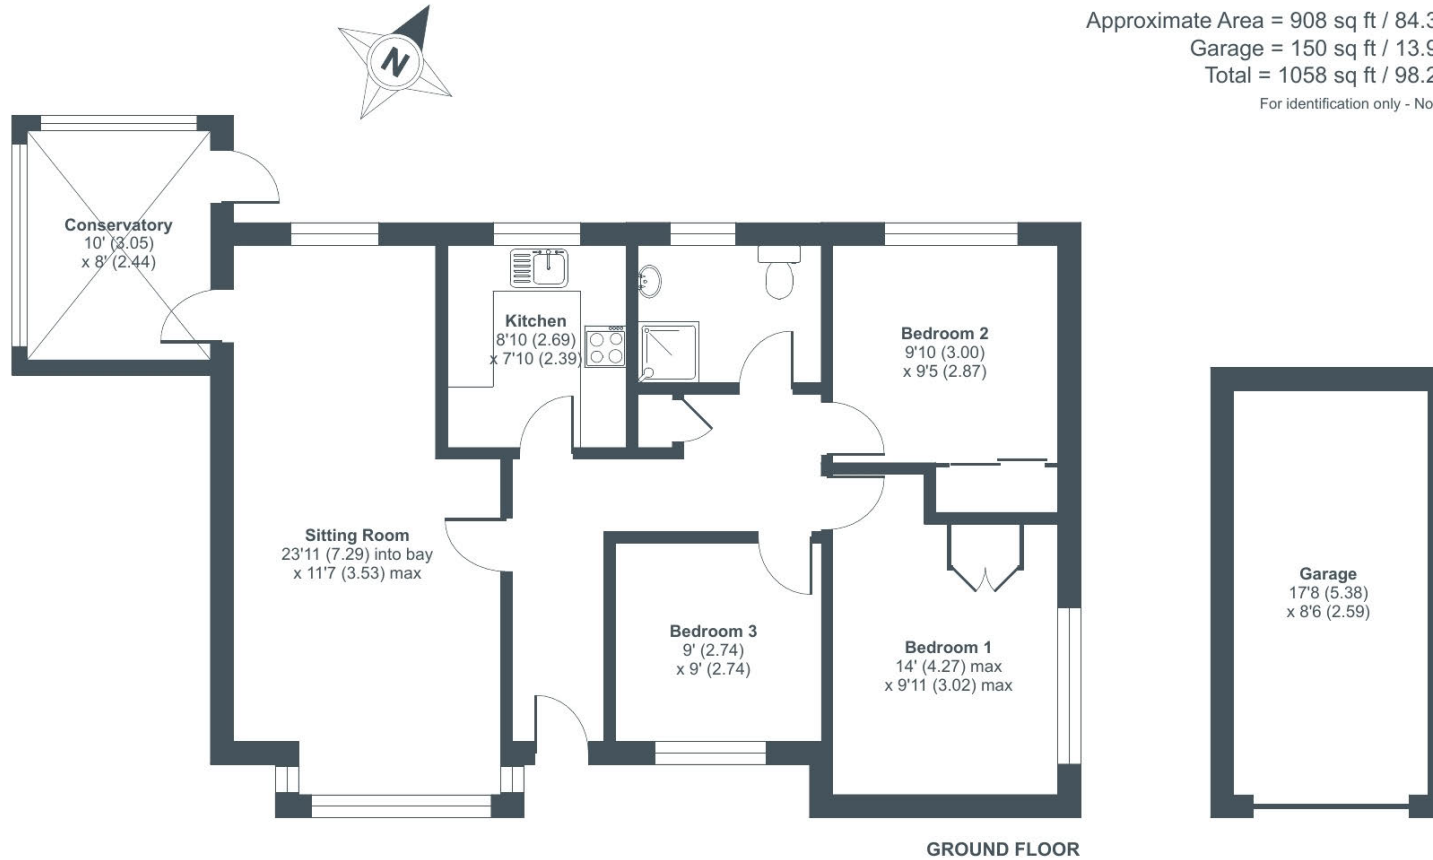 Approximate Area = 908 sq ft / 84.3
Garage = 150 sq ft / 13.9
Total = 1058 sq ft / 98.2
For identification only - No
N
Conservatory
10' (3.05)
x 8' (2.44)
Kitchen
8'10 (2.69)
x 7'10 (2.39)
Bedroom 2
9'10 (3.00)
x 9'5 (2.87)
Sitting Room
23'11 (7.29) into bay
x 11'7 (3.53) max
Bedroom 3
9' (2.74)
x 9' (2.74)
Bedroom 1
14' (4.27) max
x 9'11 (3.02) max
Garage
17'8 (5.38)
x 8'6 (2.59)
GROUND FLOOR